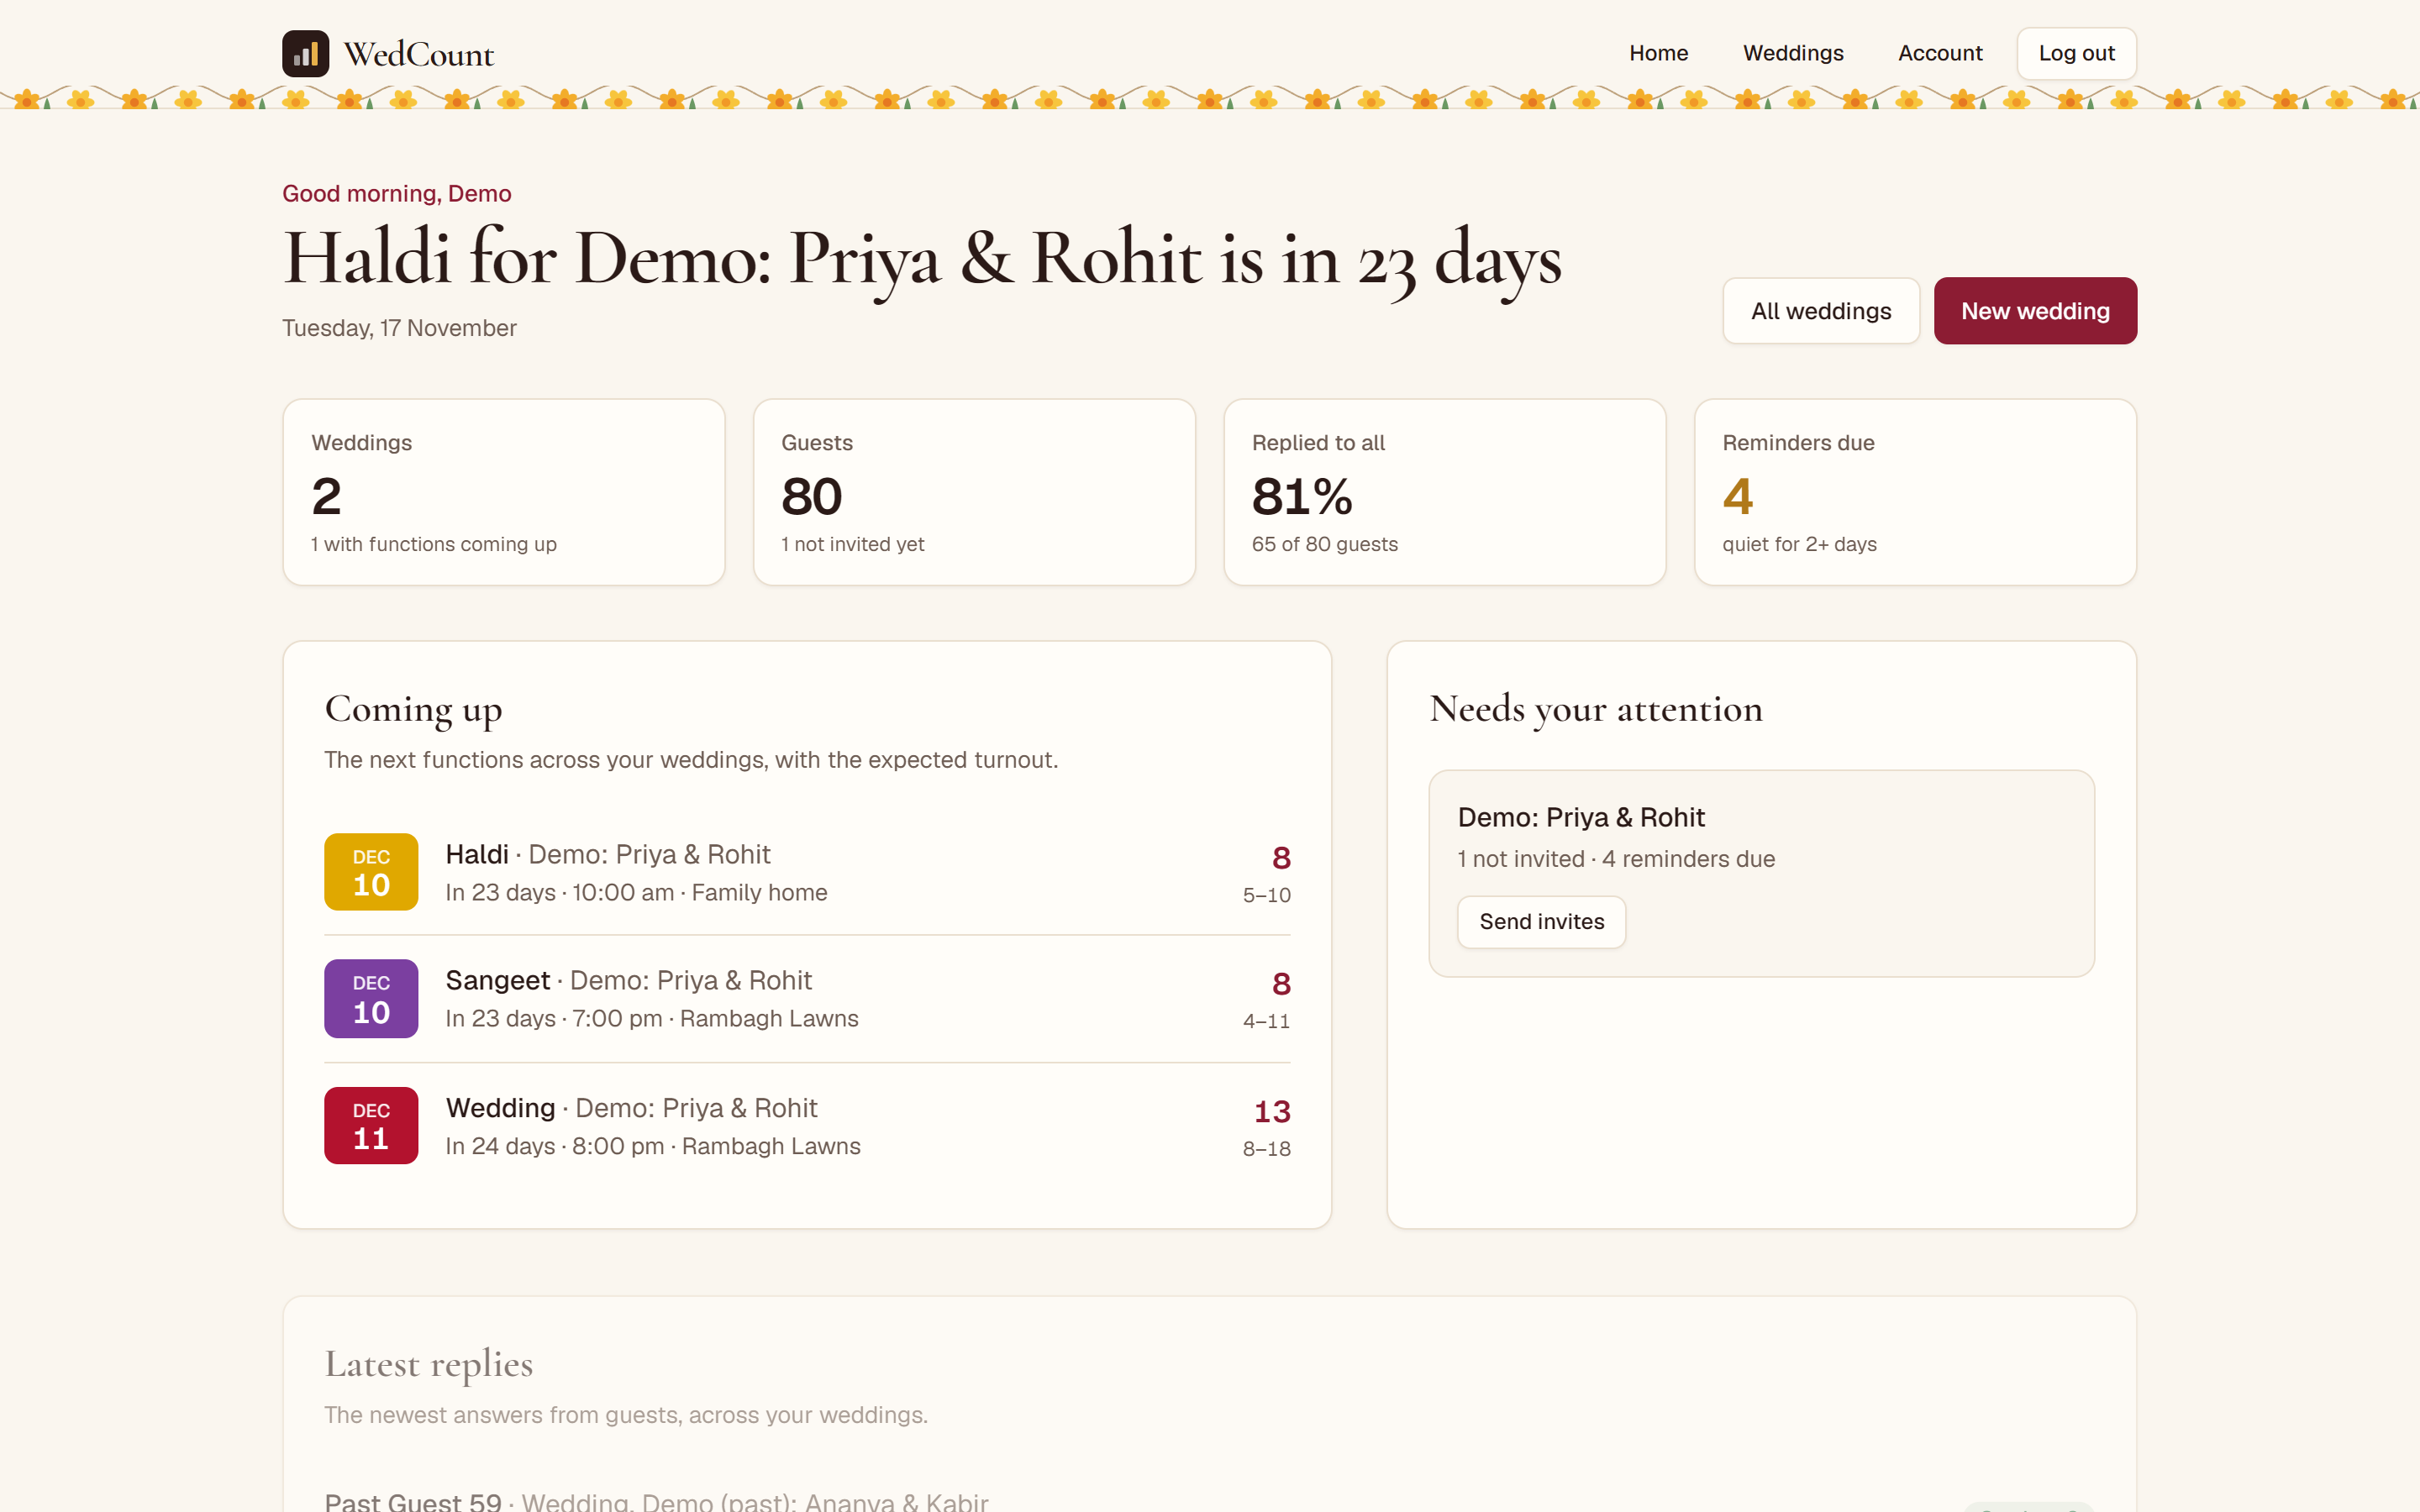 WedCount
Home
Weddings
Account
Log out
Good morning, Demo
Haldi for Demo: Priya & Rohit is in 23 days
Tuesday, 17 November
All weddings
New wedding
Weddings
2
1 with functions coming up
Guests
80
1 not invited yet
Replied to all
81%
65 of 80 guests
Reminders due
4
quiet for 2+ days
Coming up
The next functions across your weddings, with the expected turnout.
DEC
10
Haldi · Demo: Priya & Rohit
In 23 days · 10:00 am · Family home
8
5–10
DEC
10
Sangeet · Demo: Priya & Rohit
In 23 days · 7:00 pm · Rambagh Lawns
8
4–11
DEC
11
Wedding · Demo: Priya & Rohit
In 24 days · 8:00 pm · Rambagh Lawns
13
8–18
Needs your attention
Demo: Priya & Rohit
1 not invited · 4 reminders due
Send invites
Latest replies
The newest answers from guests, across your weddings.
Past Guest 59 · Wedding, Demo (past): Ananya & Kabir